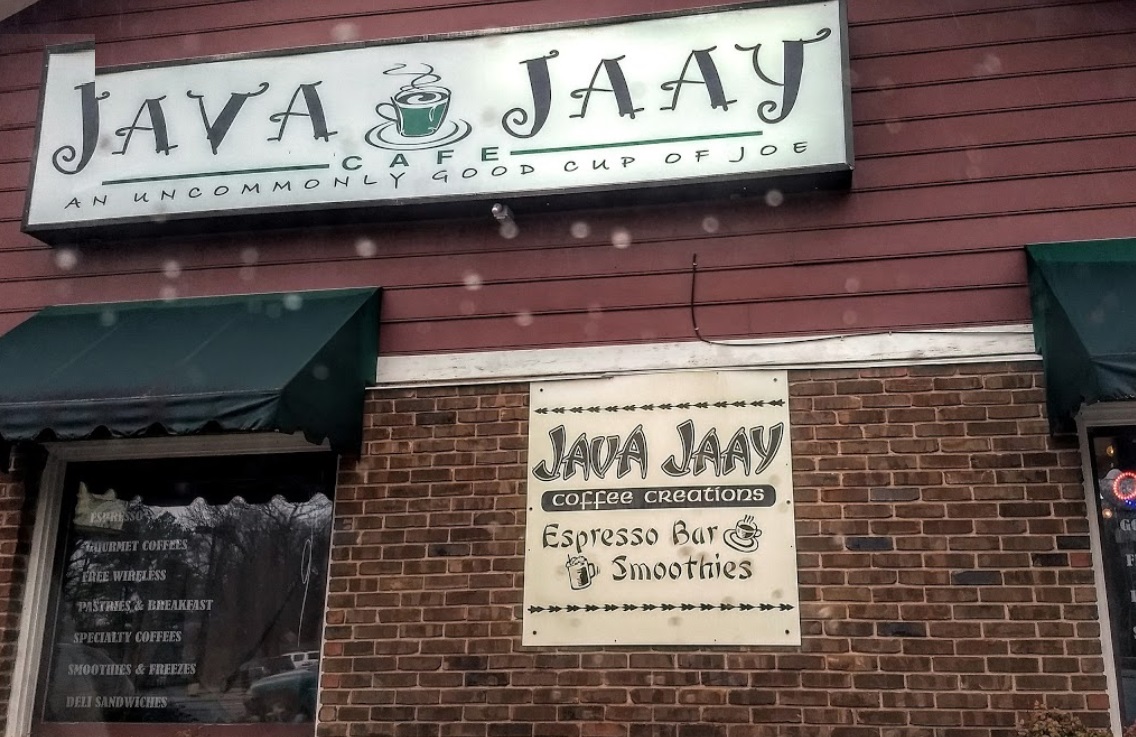 JAVA JAAY
CAFE
AN UNCOMMONLY GOOD CUP OF JOE
JAVA JAAY
COFFEE CREATIONS
Espresso Bar
Smoothies
ESPRESSO
GOURMET COFFEES
FREE WIRELESS
PASTRIES & BREAKFAST
SPECIALTY COFFEES
SMOOTHIES & FREEZES
DELI SANDWICHES